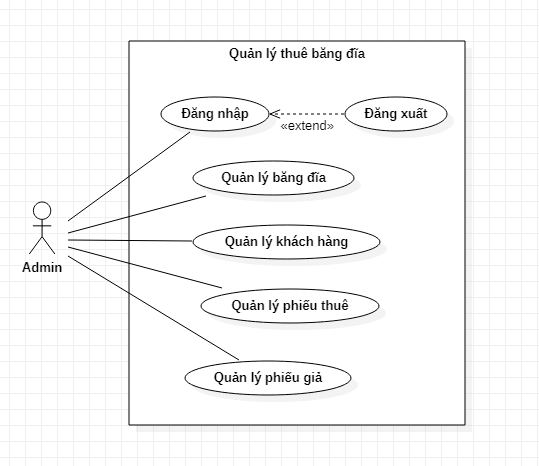 Quản lý thuê băng đĩa
Đăng nhập
Đăng xuất
«extend»
Quản lý băng đĩa
Quản lý khách hàng
Admin
Quản lý phiếu thuê
Quản lý phiếu giả